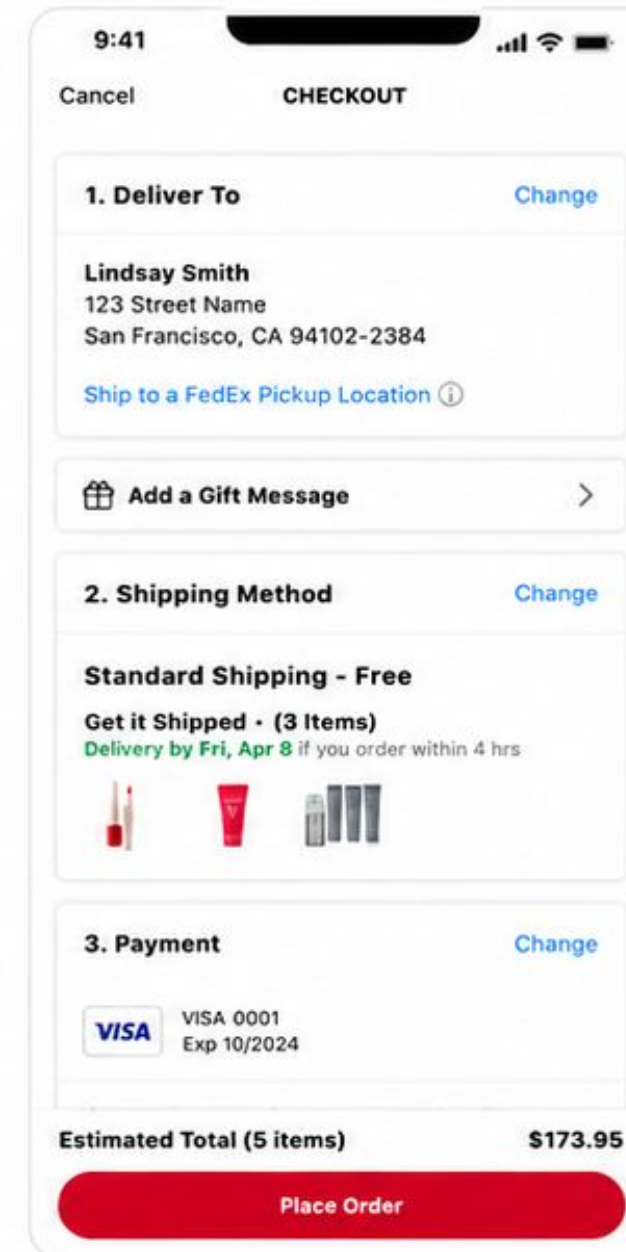 9:41
Cancel CHECKOUT
1. Deliver To Change
Lindsay Smith
123 Street Name
San Francisco, CA 94102-2384
Ship to a FedEx Pickup Location
Add a Gift Message
2. Shipping Method Change
Standard Shipping - Free
Get it Shipped • (3 Items)
Delivery by Fri, Apr 8 if you order within 4 hrs
3. Payment Change
VISA VISA 0001
Exp 10/2024
Estimated Total (5 items) $173.95
Place Order